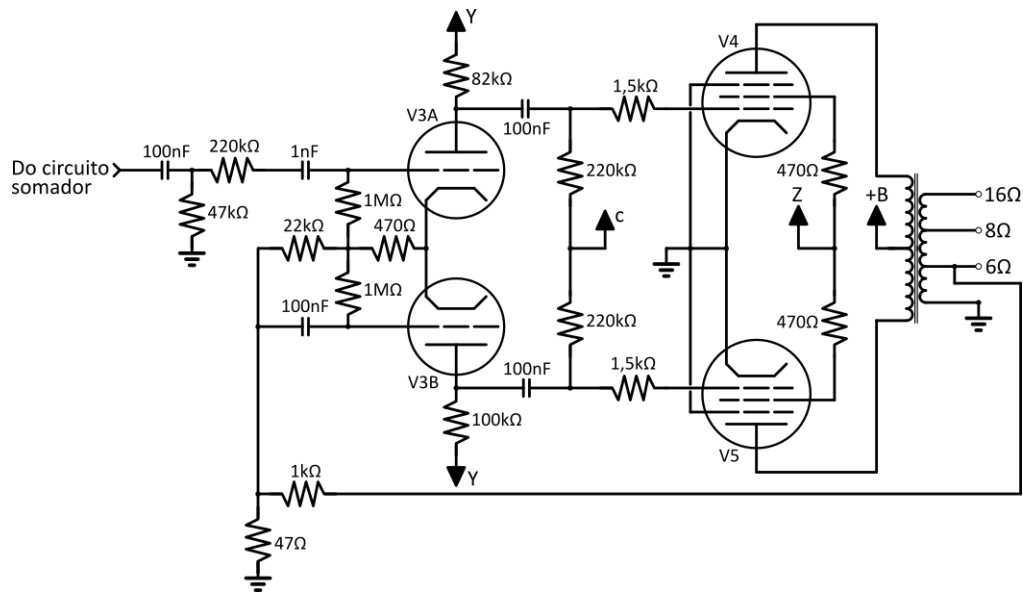 Y
V4
82kΩ
V3A
1,5kΩ
100nF
100nF
220kΩ
1nF
Do circuito
somador
220kΩ
470Ω
1MΩ
16Ω
47kΩ
22kΩ
470Ω
c
Z
+B
8Ω
6Ω
1MΩ
100nF
220kΩ
470Ω
100nF
1,5kΩ
V3B
100kΩ
V5
Y
1kΩ
47Ω